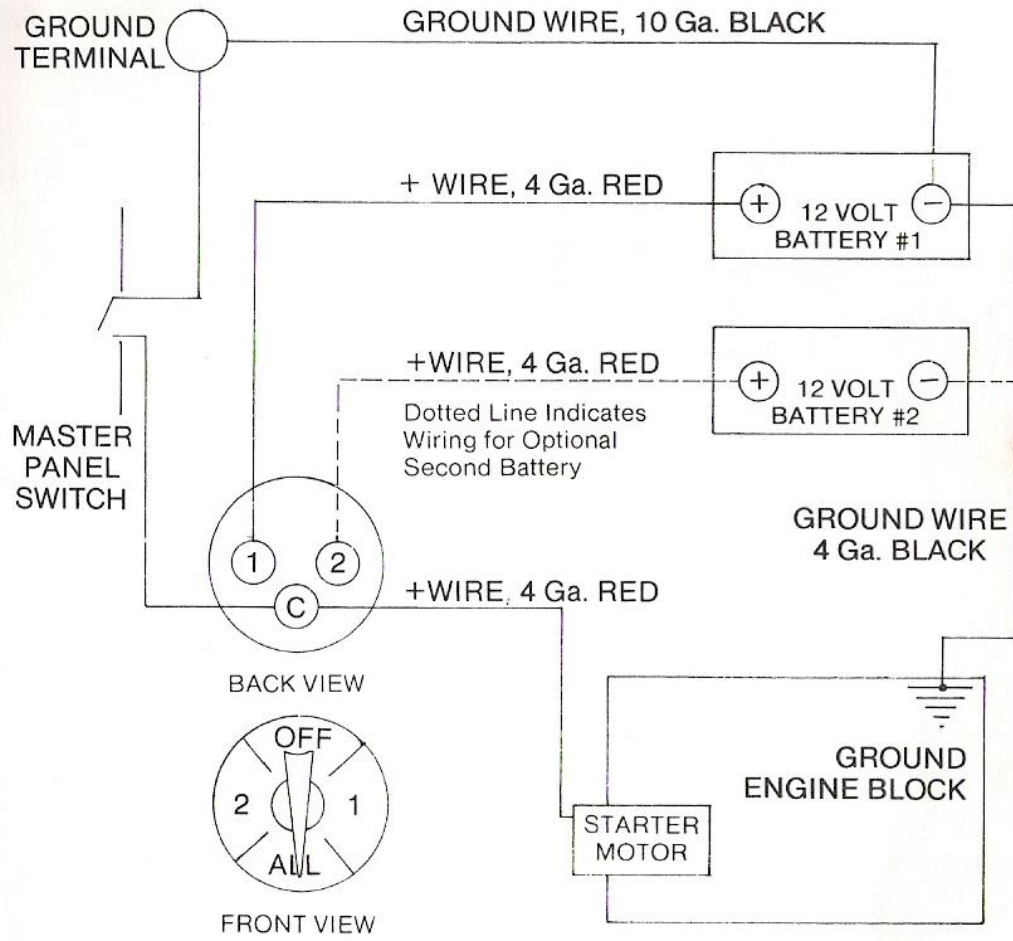 GROUND
TERMINAL
GROUND WIRE, 10 Ga. BLACK
+ WIRE, 4 Ga. RED
+ 12 VOLT −
BATTERY #1
+WIRE, 4 Ga. RED
Dotted Line Indicates
Wiring for Optional
Second Battery
+ 12 VOLT −
BATTERY #2
MASTER
PANEL
SWITCH
GROUND WIRE
4 Ga. BLACK
1 2
C
+WIRE, 4 Ga. RED
BACK VIEW
OFF
2 1
ALL
FRONT VIEW
GROUND
ENGINE BLOCK
STARTER
MOTOR